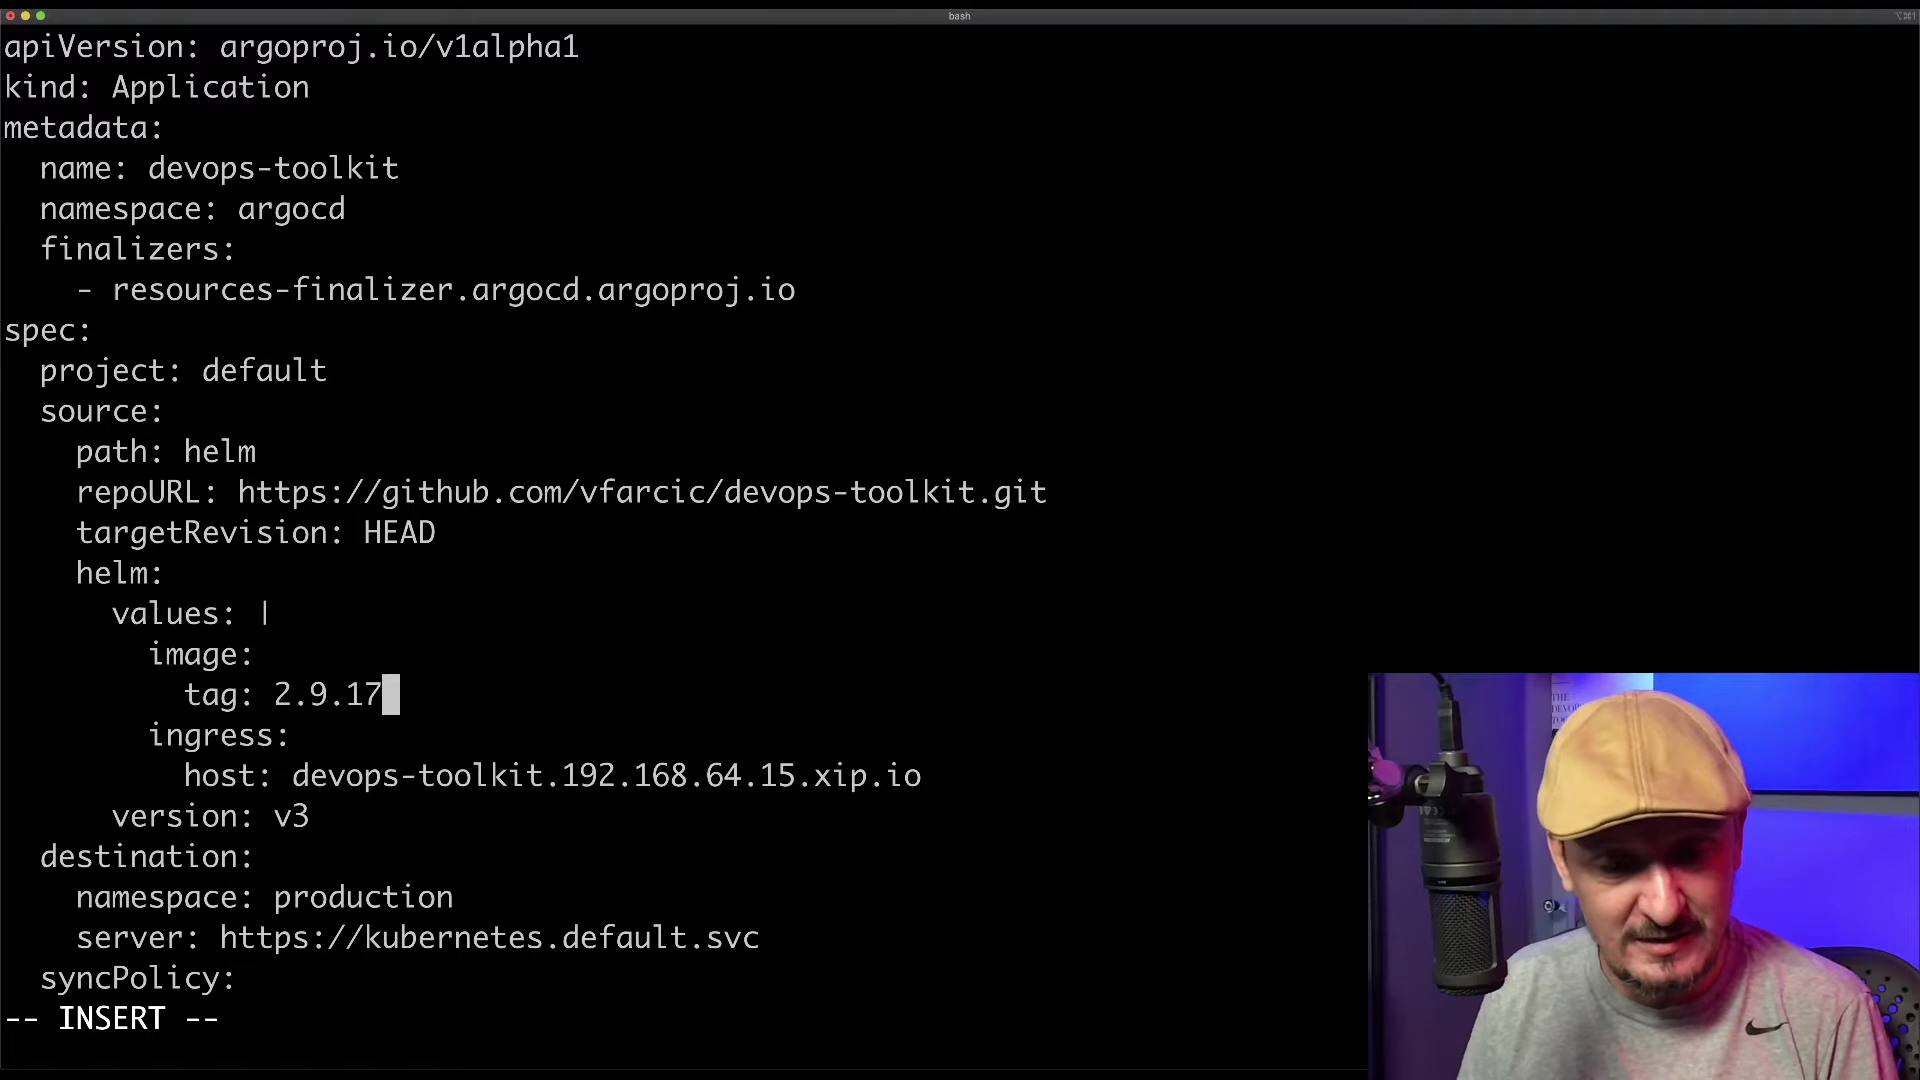 bash
⌥⌘1
apiVersion: argoproj.io/v1alpha1
kind: Application
metadata:
  name: devops-toolkit
  namespace: argocd
  finalizers:
    - resources-finalizer.argocd.argoproj.io
spec:
  project: default
  source:
    path: helm
    repoURL: https://github.com/vfarcic/devops-toolkit.git
    targetRevision: HEAD
    helm:
      values: |
        image:
          tag: 2.9.17
        ingress:
          host: devops-toolkit.192.168.64.15.xip.io
      version: v3
  destination:
    namespace: production
    server: https://kubernetes.default.svc
  syncPolicy:
-- INSERT --
THE